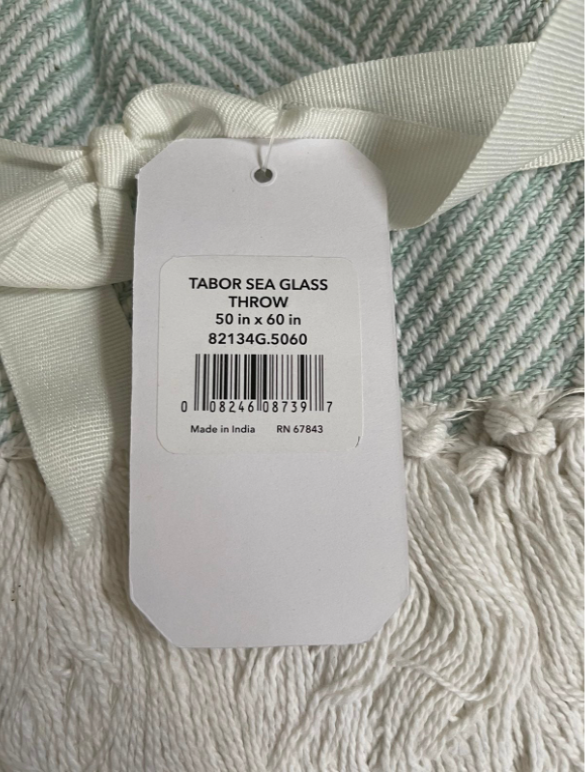 TABOR SEA GLASS
THROW
50 in x 60 in
82134G.5060
0 08246 08739 7
Made in India RN 67843